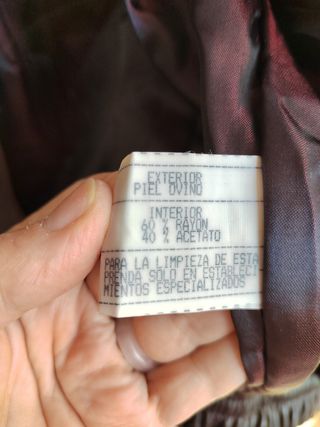 EXTERIOR
PIEL OVINO
INTERIOR
60 % RAYON
40 % ACETATO
PARA LA LIMPIEZA DE ESTA
PRENDA SOLO EN ESTABLECI-
MIENTOS ESPECIALIZADOS